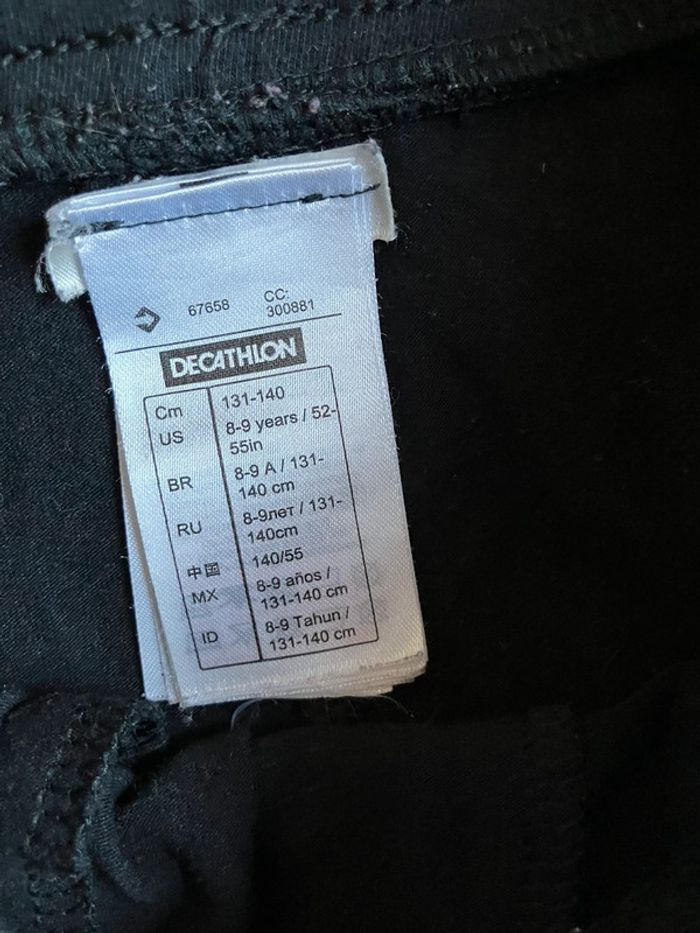 67658
CC:
300881
DECATHLON
Cm 131-140
US 8-9 years / 52-
55in
BR 8-9 A / 131-
140 cm
RU 8-9лет / 131-
140cm
中国 140/55
MX 8-9 años /
131-140 cm
ID 8-9 Tahun /
131-140 cm